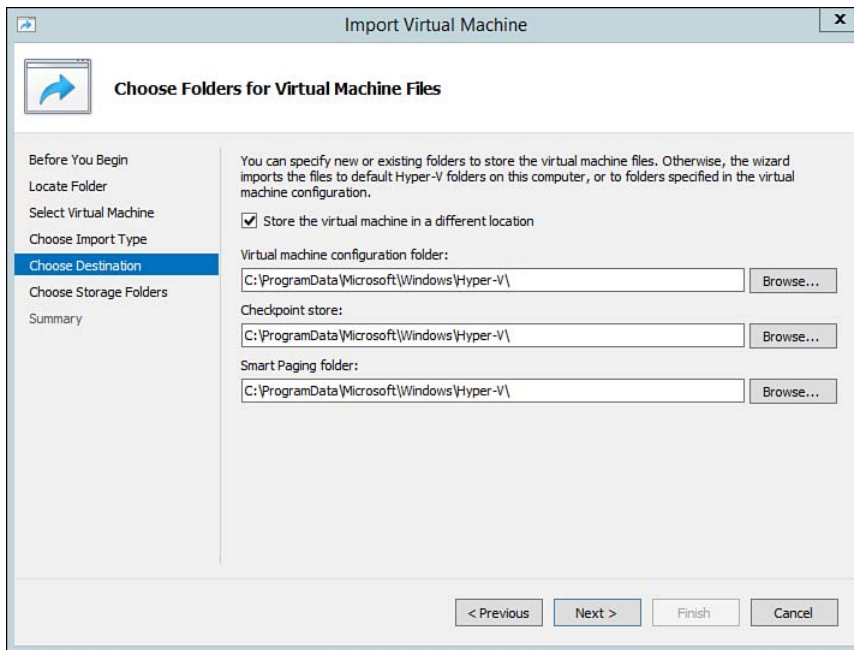 Import Virtual Machine
x
Choose Folders for Virtual Machine Files
Before You Begin
Locate Folder
Select Virtual Machine
Choose Import Type
Choose Destination
Choose Storage Folders
Summary
You can specify new or existing folders to store the virtual machine files. Otherwise, the wizard
imports the files to default Hyper-V folders on this computer, or to folders specified in the virtual
machine configuration.
Store the virtual machine in a different location
Virtual machine configuration folder:
C:\ProgramData\Microsoft\Windows\Hyper-V\
Browse...
Checkpoint store:
C:\ProgramData\Microsoft\Windows\Hyper-V\
Browse...
Smart Paging folder:
C:\ProgramData\Microsoft\Windows\Hyper-V\
Browse...
< Previous
Next >
Finish
Cancel